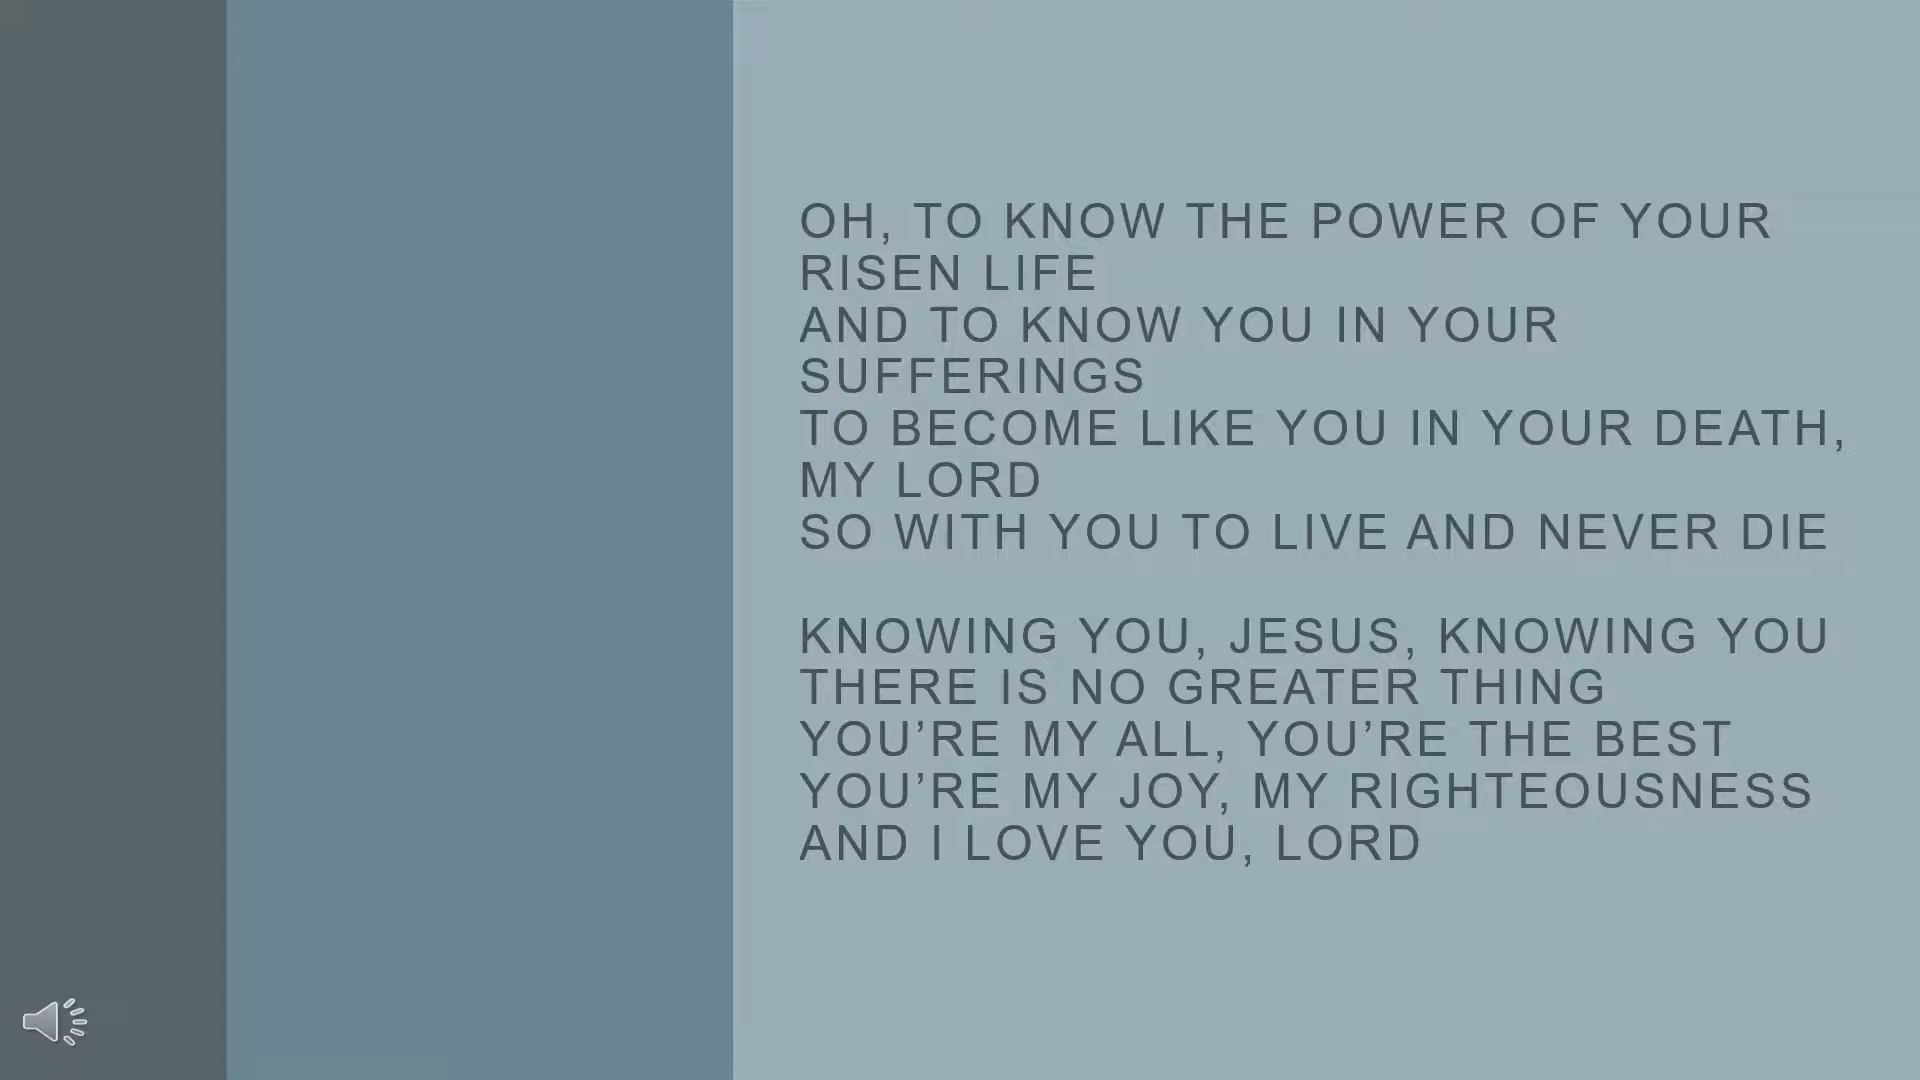 OH, TO KNOW THE POWER OF YOUR
RISEN LIFE
AND TO KNOW YOU IN YOUR
SUFFERINGS
TO BECOME LIKE YOU IN YOUR DEATH,
MY LORD
SO WITH YOU TO LIVE AND NEVER DIE
KNOWING YOU, JESUS, KNOWING YOU
THERE IS NO GREATER THING
YOU’RE MY ALL, YOU’RE THE BEST
YOU’RE MY JOY, MY RIGHTEOUSNESS
AND I LOVE YOU, LORD